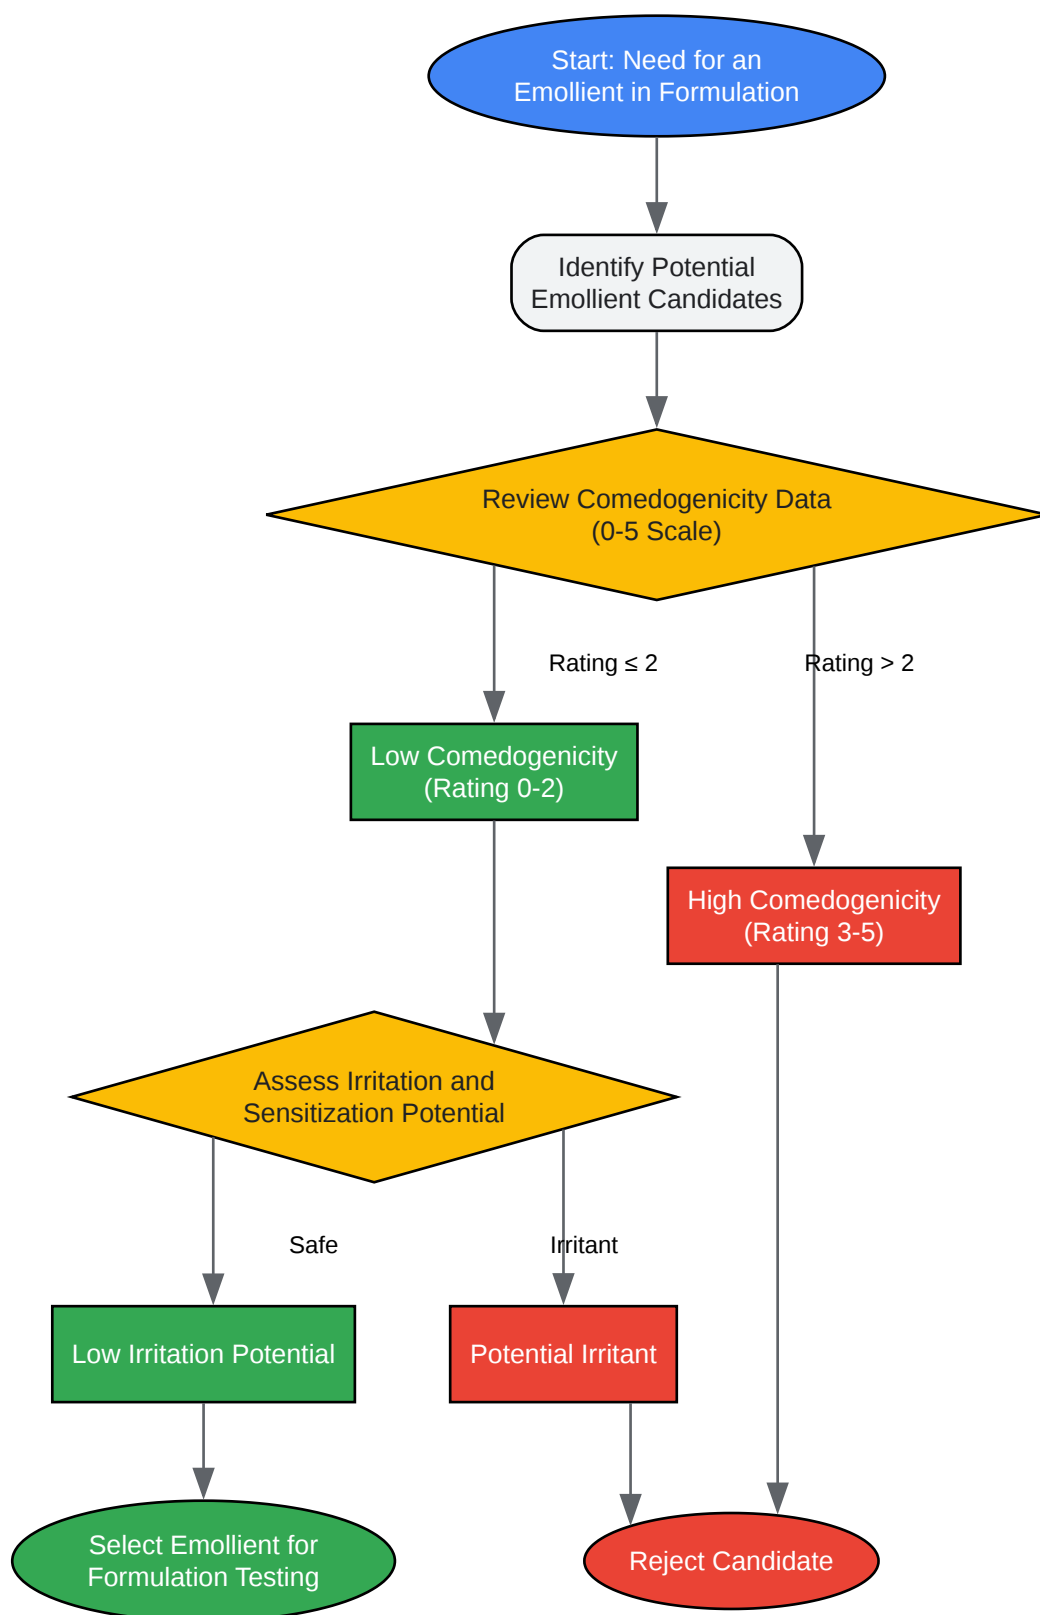 Start: Need for an
Emollient in Formulation
Identify Potential
Emollient Candidates
Review Comedogenicity Data
(0-5 Scale)
Rating ≤ 2
Rating > 2
Low Comedogenicity
(Rating 0-2)
High Comedogenicity
(Rating 3-5)
Assess Irritation and
Sensitization Potential
Safe
Irritant
Low Irritation Potential
Potential Irritant
Select Emollient for
Formulation Testing
Reject Candidate